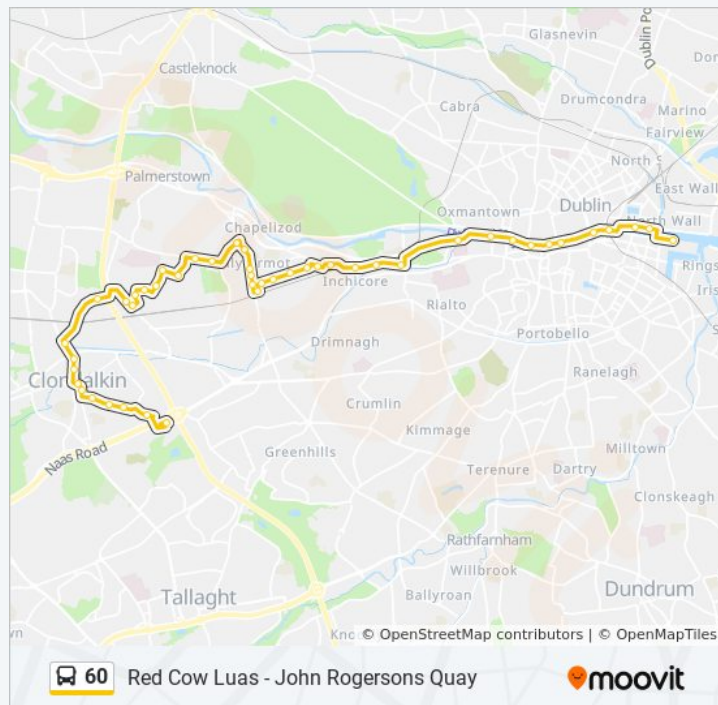 Glasnevin
Dublin Po
Castleknock
Cabra
Drumcondra
Marino
Fairview
North S
Palmerstown
East Wall
Oxmantown
Dublin
North Wall
Chapelizod
Rings
Inchicore
Iris
Rialto
Portobello
Drimnagh
Ranelagh
Clondalkin
Crumlin
Kimmage
Milltown
Naas Road
Greenhills
Terenure
Dartry
Clonskeagh
Rathfarnham
Willbrook
Tallaght
Ballyroan
Dundrum
© OpenStreetMap contributors | © OpenMapTiles
60 Red Cow Luas - John Rogersons Quay
moovit